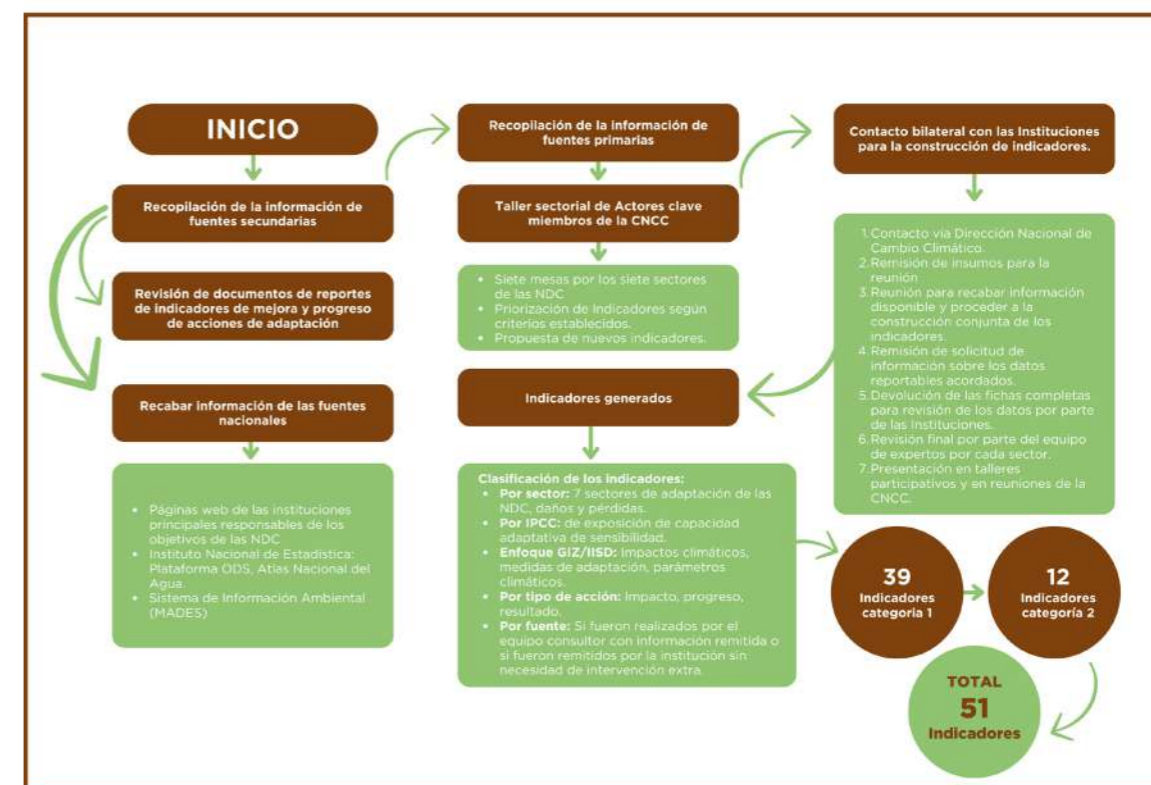 INICIO
Recopilación de la información de
fuentes secundarias
Revisión de documentos de reportes
de indicadores de mejora y progreso
de acciones de adaptación
Recabar información de las fuentes
nacionales
• Páginas web de las instituciones
principales responsables de los
objetivos de las NDC
• Instituto Nacional de Estadística:
Plataforma ODS, Atlas Nacional del
Agua.
• Sistema de Información Ambiental
(MADES)
Recopilación de la información de
fuentes primarias
Taller sectorial de Actores clave
miembros de la CNCC
• Siete mesas por los siete sectores
de las NDC
• Priorización de Indicadores según
criterios establecidos.
• Propuesta de nuevos indicadores.
Contacto bilateral con las Instituciones
para la construcción de indicadores.
1. Contacto vía Dirección Nacional de
Cambio Climático.
2. Remisión de insumos para la
reunión
3. Reunión para recabar información
disponible y proceder a la
construcción conjunta de los
indicadores.
4. Remisión de solicitud de
información sobre los datos
reportables acordados.
5. Devolución de las fichas completas
para revisión de los datos por parte
de las Instituciones.
6. Revisión final por parte del equipo
de expertos por cada sector.
7. Presentación en talleres
participativos y en reuniones de la
CNCC.
Indicadores generados
Clasificación de los Indicadores:
• Por sector: 7 sectores de adaptación de las
NDC, daños y pérdidas.
• Por IPCC: de exposición de capacidad
adaptativa de sensibilidad.
• Enfoque GIZ/IISD: Impactos climáticos,
medidas de adaptación, parámetros
climáticos.
• Por tipo de acción: Impacto, progreso,
resultado.
• Por fuente: Si fueron realizados por el
equipo consultor con información remitida o
si fueron remitidos por la institución sin
necesidad de intervención extra.
39
Indicadores
categoria 1
12
Indicadores
categoría 2
TOTAL
51
Indicadores